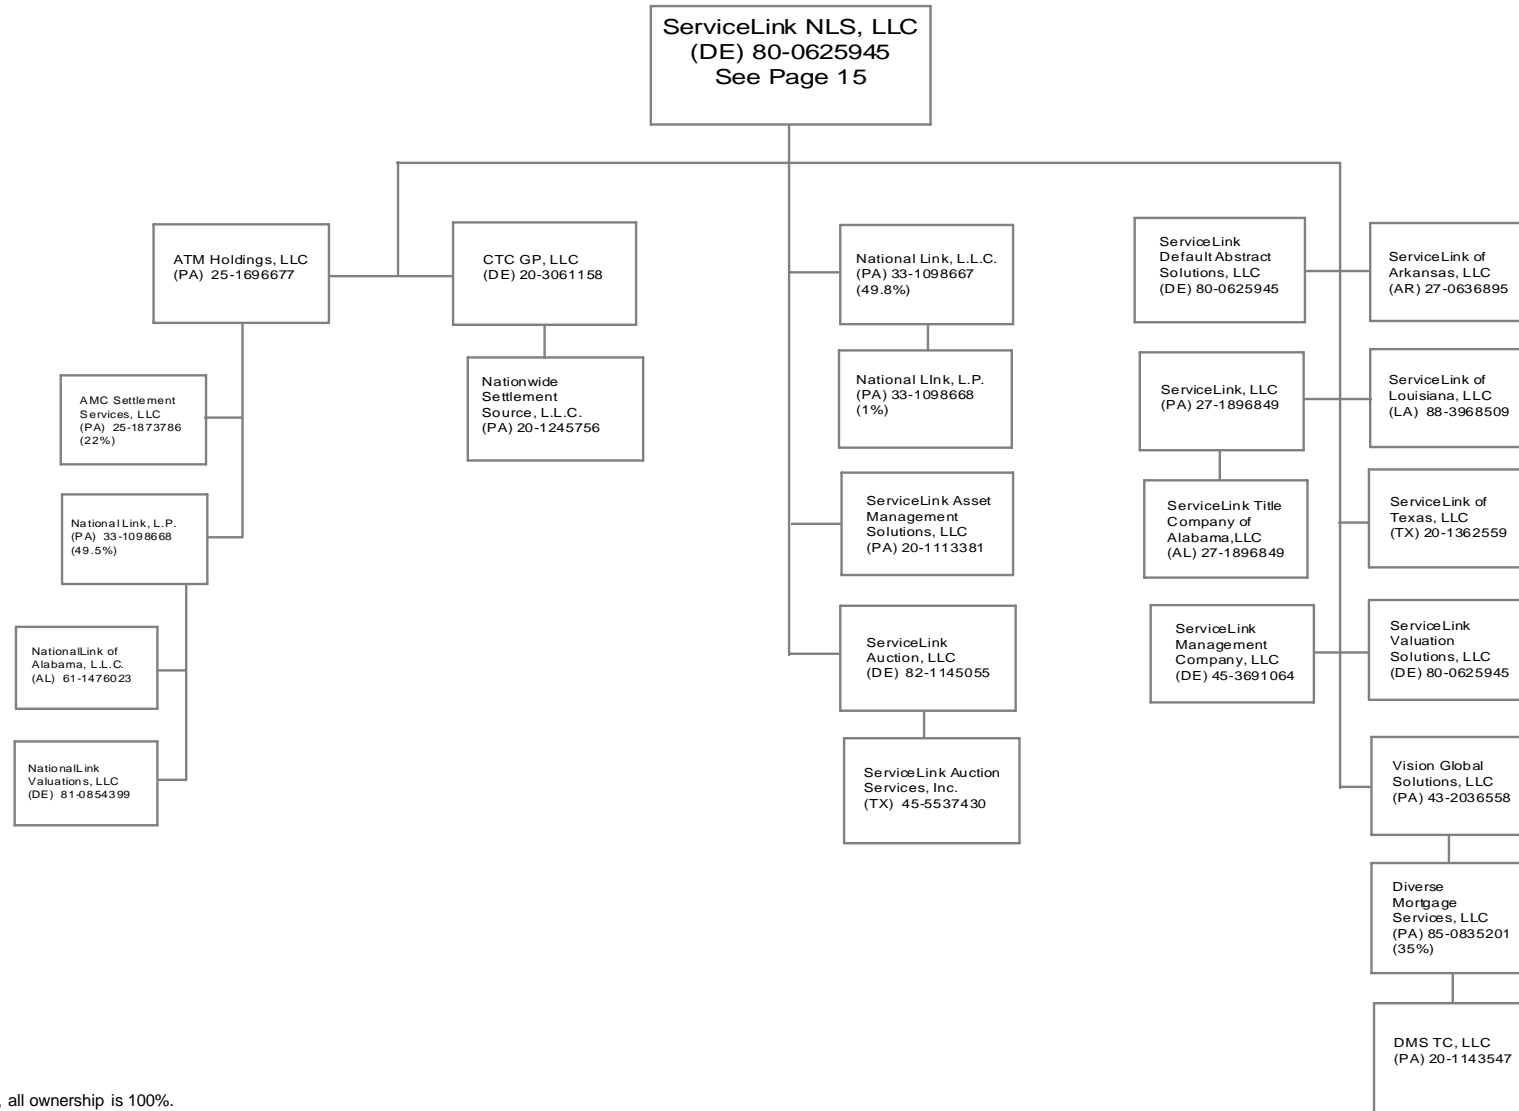 ServiceLink NLS, LLC
(DE) 80-0625945
See Page 15
ATM Holdings, LLC
(PA) 25-1696677
CTC GP, LLC
(DE) 20-3061158
National Link, L.L.C.
(PA) 33-1098667
(49.8%)
ServiceLink
Default Abstract
Solutions, LLC
(DE) 80-0625945
ServiceLink of
Arkansas, LLC
(AR) 27-0636895
AMC Settlement
Services, LLC
(PA) 25-1873786
(22%)
Nationwide
Settlement
Source, L.L.C.
(PA) 20-1245756
National LInk, L.P.
(PA) 33-1098668
(1%)
ServiceLink, LLC
(PA) 27-1896849
ServiceLink of
Louisiana, LLC
(LA) 88-3968509
National Link, L.P.
(PA) 33-1098668
(49.5%)
ServiceLink Asset
Management
Solutions, LLC
(PA) 20-1113381
ServiceLink Title
Company of
Alabama,LLC
(AL) 27-1896849
ServiceLink of
Texas, LLC
(TX) 20-1362559
NationalLink of
Alabama, L.L.C.
(AL) 61-1476023
ServiceLink
Auction, LLC
(DE) 82-1145055
ServiceLink
Management
Company, LLC
(DE) 45-3691064
ServiceLink
Valuation
Solutions, LLC
(DE) 80-0625945
NationalLink
Valuations, LLC
(DE) 81-0854399
ServiceLink Auction
Services, Inc.
(TX) 45-5537430
Vision Global
Solutions, LLC
(PA) 43-2036558
Diverse
Mortgage
Services, LLC
(PA) 85-0835201
(35%)
DMS TC, LLC
(PA) 20-1143547
, all ownership is 100%.